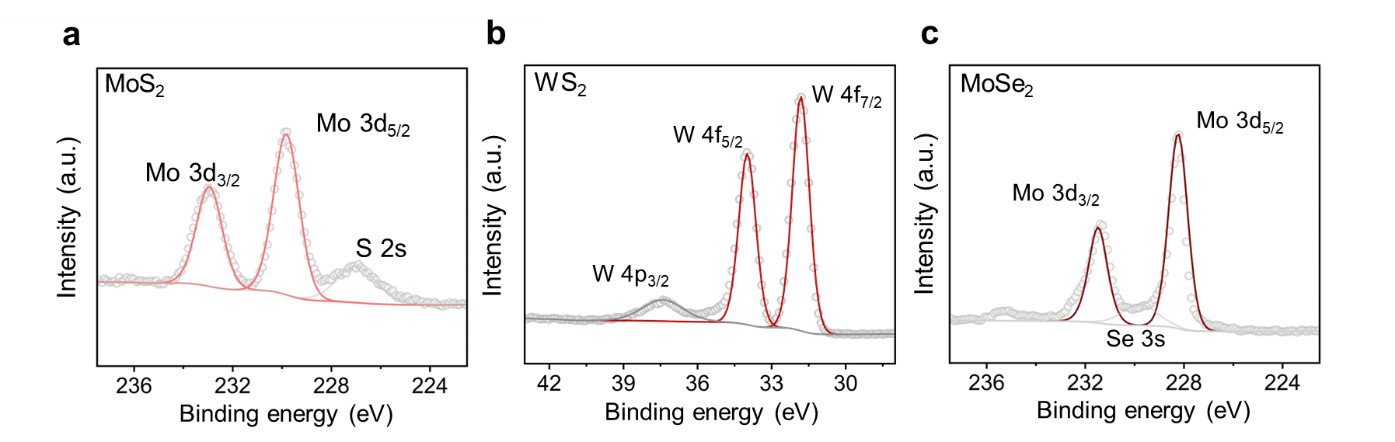 a
MoS₂
Mo 3d₅/₂
Mo 3d₃/₂
S 2s
Intensity (a.u.)
236 232 228 224
Binding energy (eV)
b
WS₂
W 4f₇/₂
W 4f₅/₂
W 4p₃/₂
Intensity (a.u.)
42 39 36 33 30
Binding energy (eV)
c
MoSe₂
Mo 3d₅/₂
Mo 3d₃/₂
Se 3s
Intensity (a.u.)
236 232 228 224
Binding energy (eV)